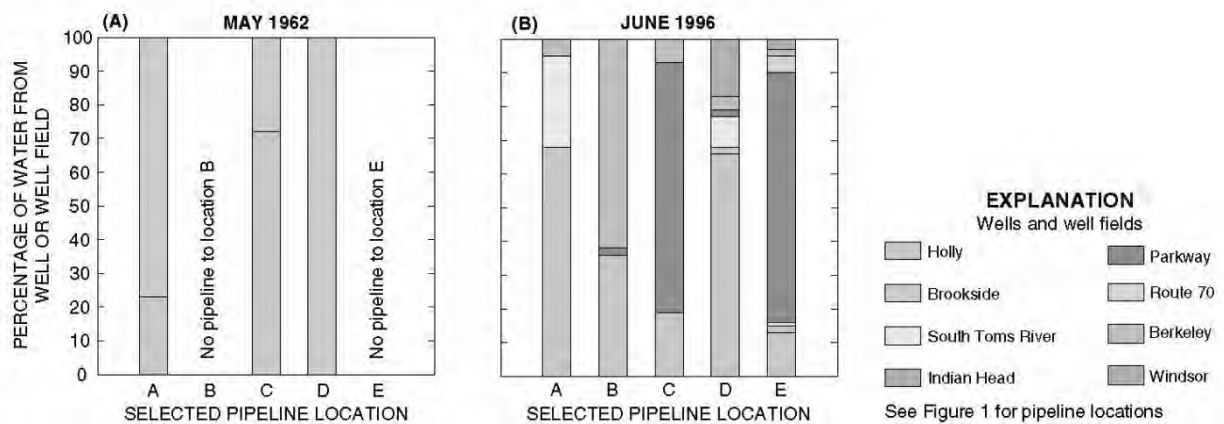 (A) MAY 1962
PERCENTAGE OF WATER FROM
WELL OR WELL FIELD
100
90
80
70
60
50
40
30
20
10
0
No pipeline to location B
No pipeline to location E
A B C D E
SELECTED PIPELINE LOCATION
(B) JUNE 1996
A B C D E
SELECTED PIPELINE LOCATION
EXPLANATION
Wells and well fields
Holly
Brookside
South Toms River
Indian Head
Parkway
Route 70
Berkeley
Windsor
See Figure 1 for pipeline locations